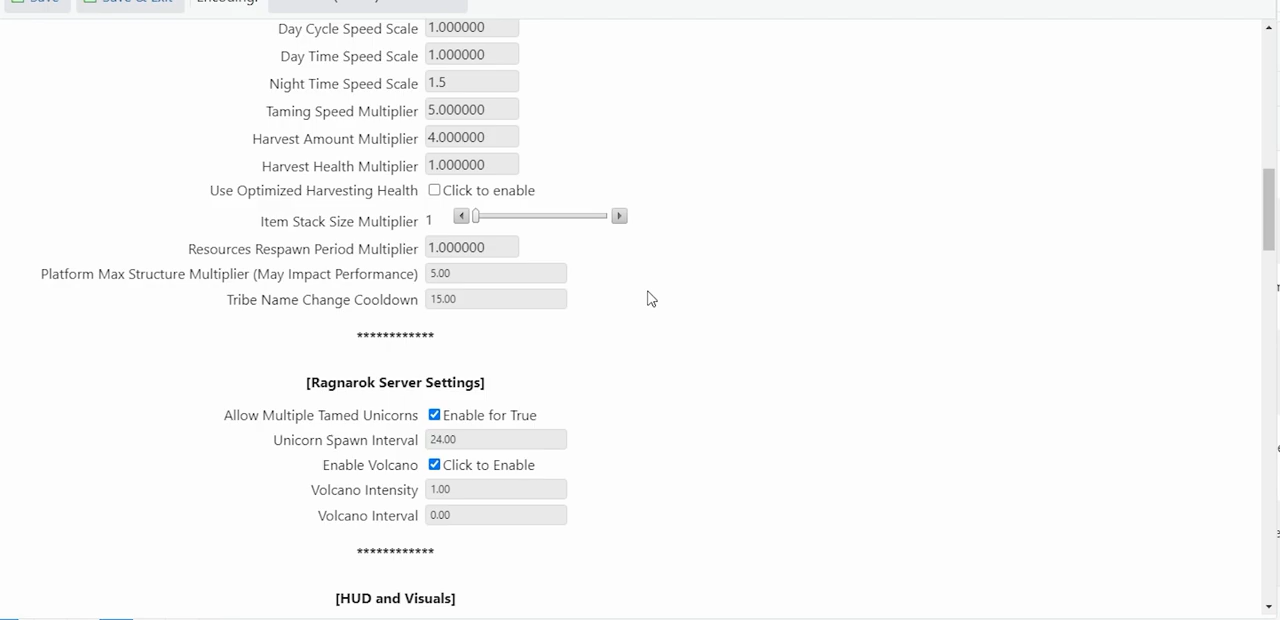 Day Cycle Speed Scale 1.000000
Day Time Speed Scale 1.000000
Night Time Speed Scale 1.5
Taming Speed Multiplier 5.000000
Harvest Amount Multiplier 4.000000
Harvest Health Multiplier 1.000000
Use Optimized Harvesting Health Click to enable
Item Stack Size Multiplier 1
Resources Respawn Period Multiplier 1.000000
Platform Max Structure Multiplier (May Impact Performance) 5.00
Tribe Name Change Cooldown 15.00
************
[Ragnarok Server Settings]
Allow Multiple Tamed Unicorns Enable for True
Unicorn Spawn Interval 24.00
Enable Volcano Click to Enable
Volcano Intensity 1.00
Volcano Interval 0.00
************
[HUD and Visuals]